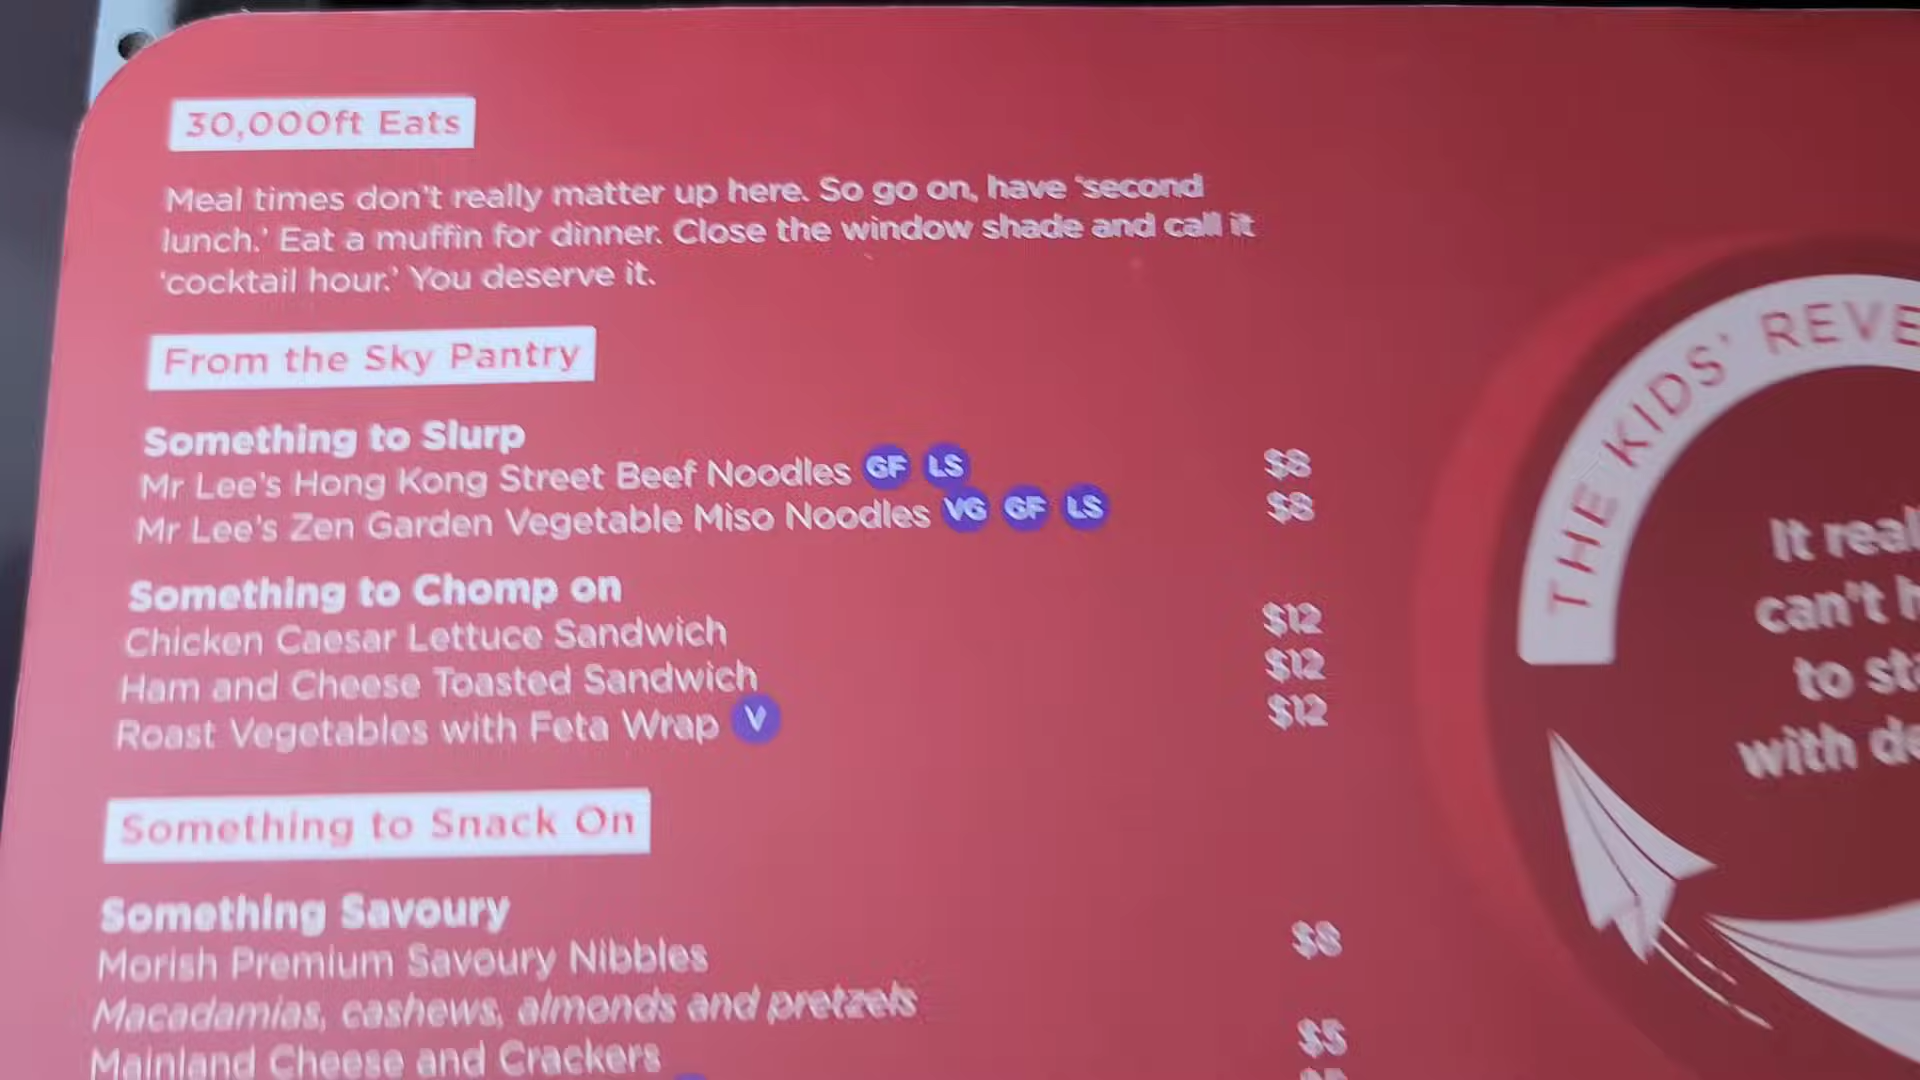 30,000ft Eats
Meal times don't really matter up here. So go on, have 'second
lunch.' Eat a muffin for dinner. Close the window shade and call it
'cocktail hour.' You deserve it.
From the Sky Pantry
Something to Slurp
Mr Lee's Hong Kong Street Beef Noodles GF LS $8
Mr Lee's Zen Garden Vegetable Miso Noodles VG GF LS $8
Something to Chomp on
Chicken Caesar Lettuce Sandwich $12
Ham and Cheese Toasted Sandwich $12
Roast Vegetables with Feta Wrap V $12
Something to Snack On
Something Savoury
Morish Premium Savoury Nibbles $8
Macadamias, cashews, almonds and pretzels
Mainland Cheese and Crackers $5
THE KIDS' REVE
It real
can't h
to sta
with de